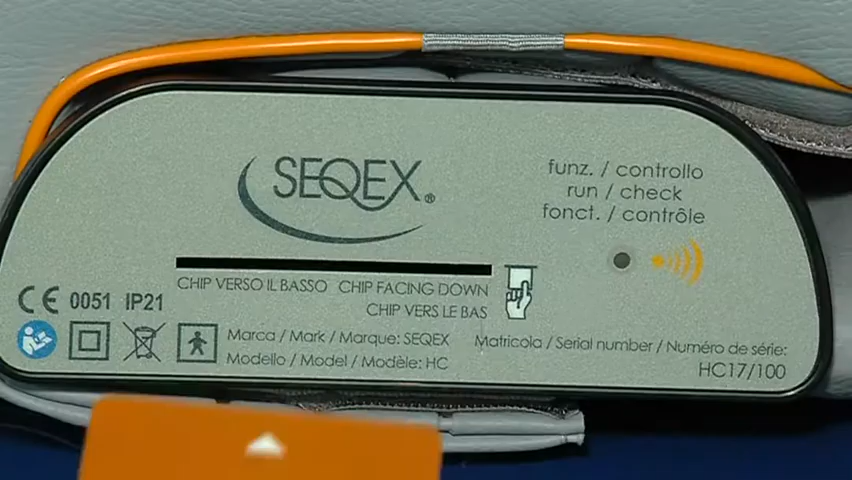 SEQEX®
funz. / controllo
run / check
fonct. / contrôle
CHIP VERSO IL BASSO CHIP FACING DOWN
CHIP VERS LE BAS
CE 0051 IP21
Marca / Mark / Marque: SEQEX
Modello / Model / Modèle: HC
Matricola / Serial number / Numéro de série:
HC17/100